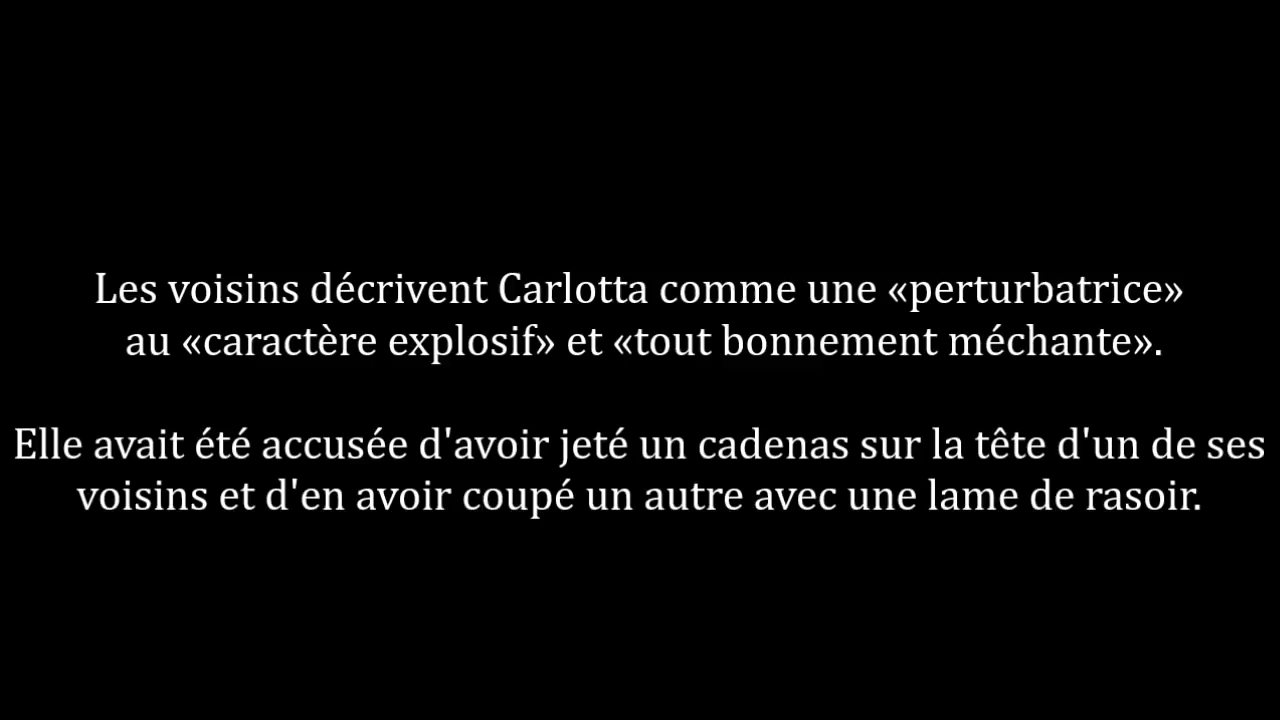 Les voisins décrivent Carlotta comme une «perturbatrice»
au «caractère explosif» et «tout bonnement méchante».
Elle avait été accusée d'avoir jeté un cadenas sur la tête d'un de ses
voisins et d'en avoir coupé un autre avec une lame de rasoir.